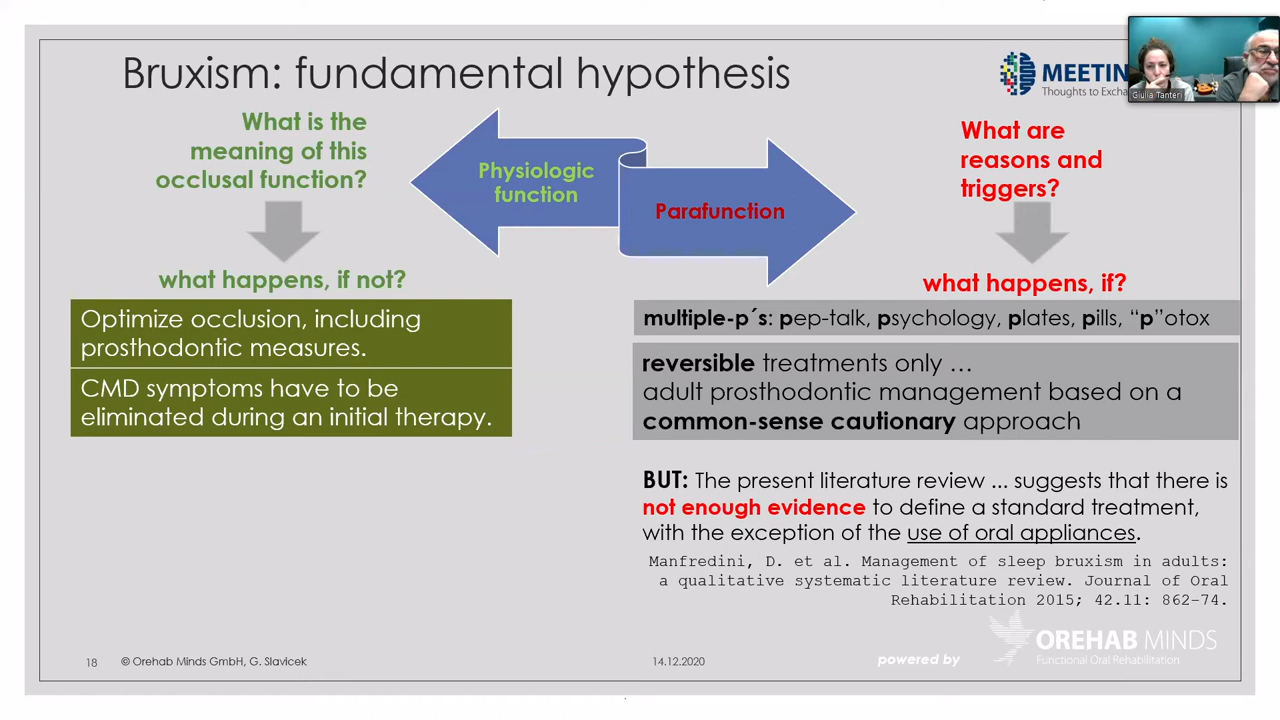 Bruxism: fundamental hypothesis
MEETIN
Thoughts to Excha
Giulia Tanteri
What is the
meaning of this
occlusal function?
Physiologic
function
Parafunction
What are
reasons and
triggers?
what happens, if not?
what happens, if?
Optimize occlusion, including
prosthodontic measures.
CMD symptoms have to be
eliminated during an initial therapy.
multiple-p´s: pep-talk, psychology, plates, pills, “p”otox
reversible treatments only …
adult prosthodontic management based on a
common-sense cautionary approach
BUT: The present literature review ... suggests that there is
not enough evidence to define a standard treatment,
with the exception of the use of oral appliances.
Manfredini, D. et al. Management of sleep bruxism in adults:
a qualitative systematic literature review. Journal of Oral
Rehabilitation 2015; 42.11: 862–74.
18
© Orehab Minds GmbH, G. Slavicek
14.12.2020
powered by
OREHAB MINDS
Functional Oral Rehabilitation